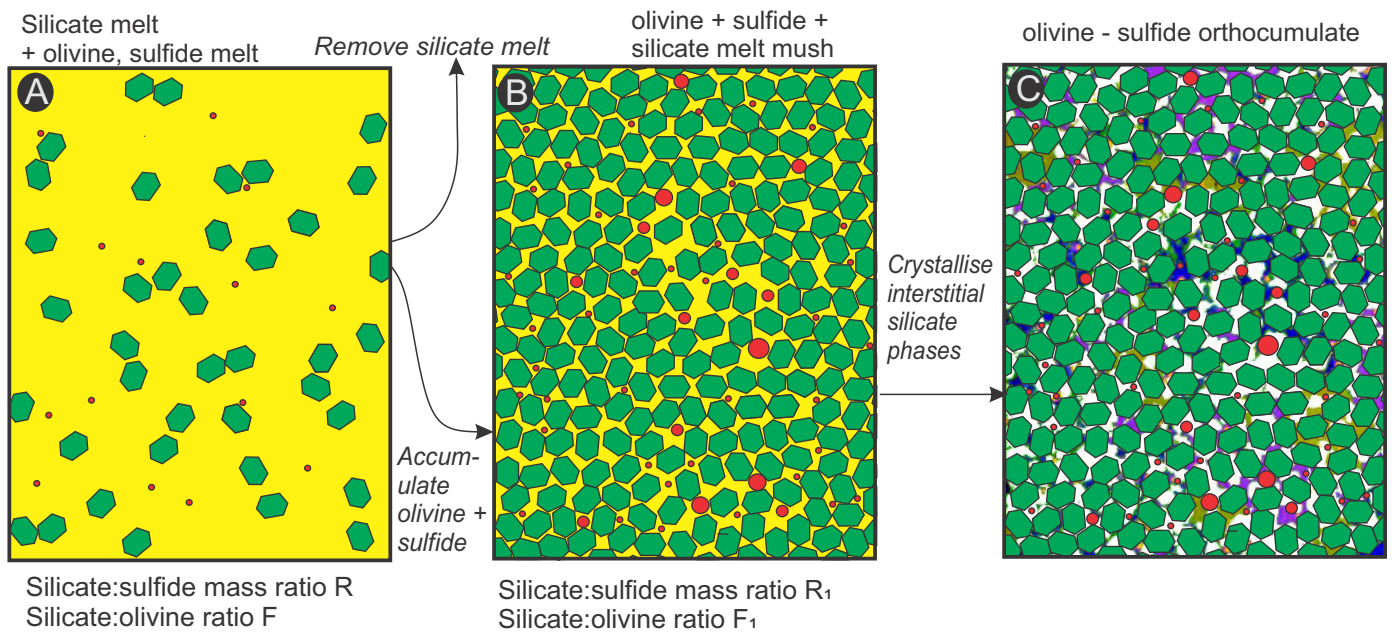 Silicate melt
+ olivine, sulfide melt
Remove silicate melt
olivine + sulfide +
silicate melt mush
olivine - sulfide orthocumulate
A
B
C
Crystallise
interstitial
silicate
phases
Accum-
ulate
olivine +
sulfide
Silicate:sulfide mass ratio R
Silicate:olivine ratio F
Silicate:sulfide mass ratio R₁
Silicate:olivine ratio F₁